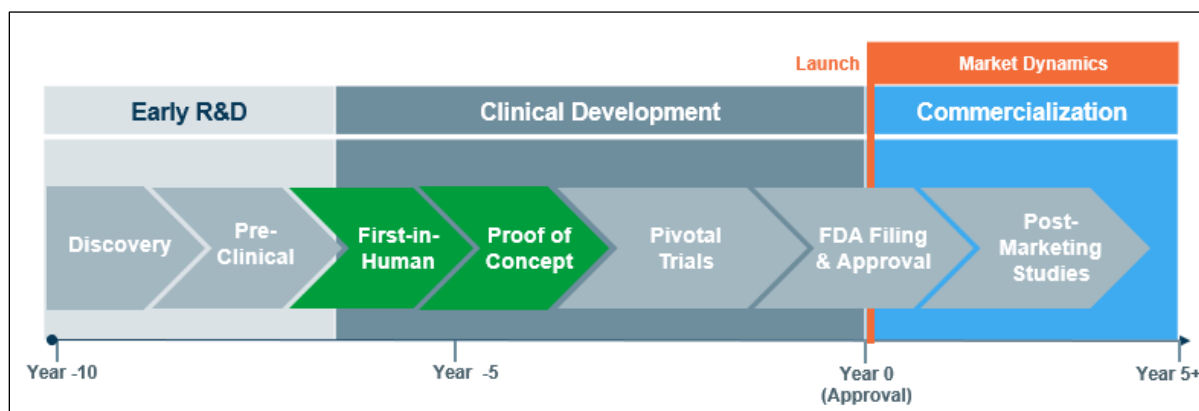 Launch
Market Dynamics
Early R&D
Clinical Development
Commercialization
Discovery
Pre-
Clinical
First-in-
Human
Proof of
Concept
Pivotal
Trials
FDA Filing
& Approval
Post-
Marketing
Studies
Year -10
Year -5
Year 0
(Approval)
Year 5+